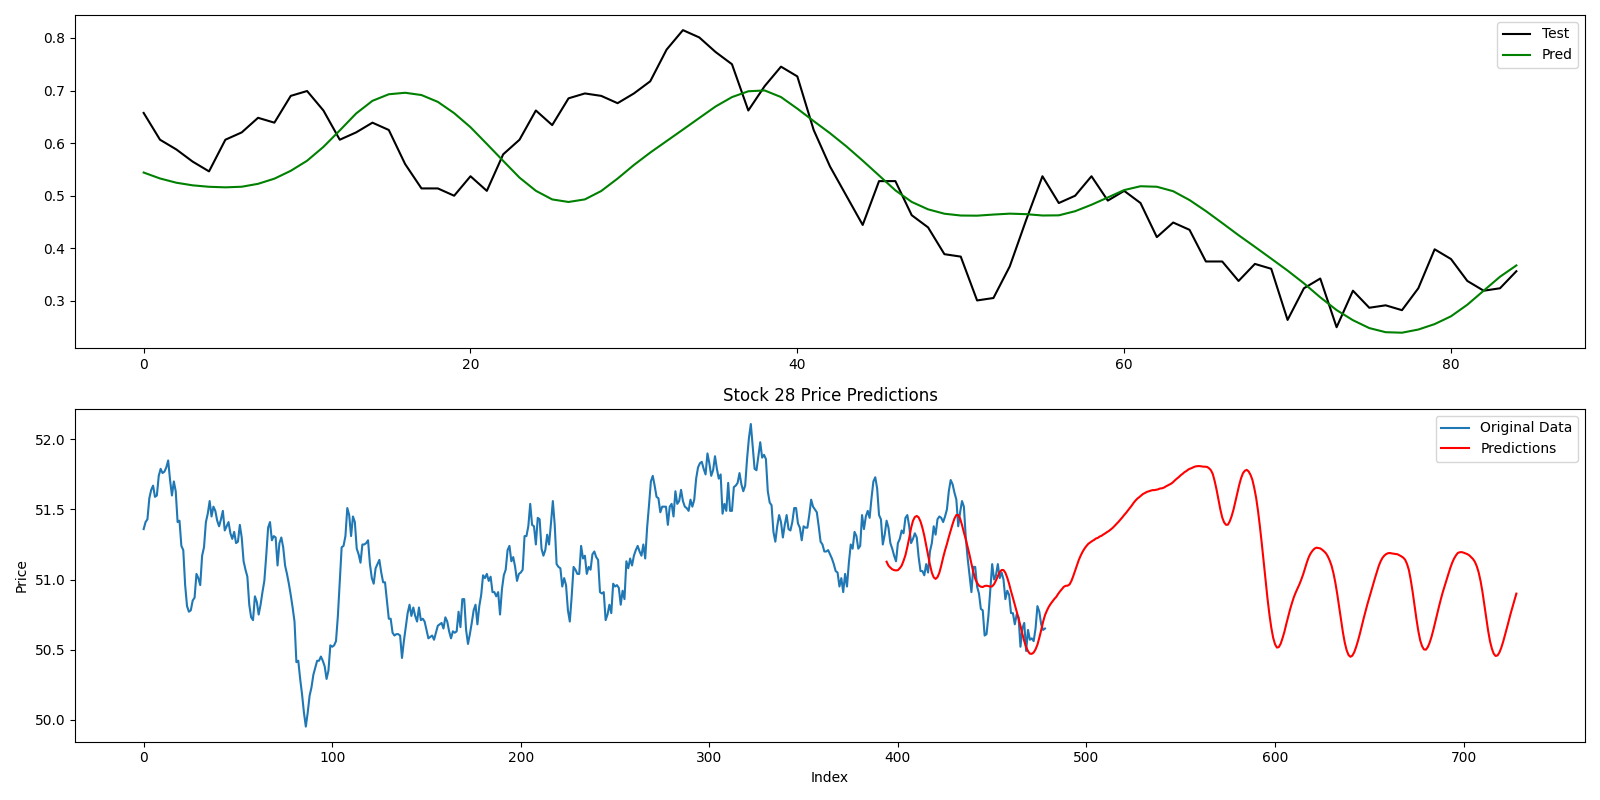 0.8
0.7
0.6
0.5
0.4
0.3
Test
Pred
0 20 40 60 80
Stock 28 Price Predictions
52.0
51.5
51.0
50.5
50.0
Price
Original Data
Predictions
0 100 200 300 400 500 600 700
Index